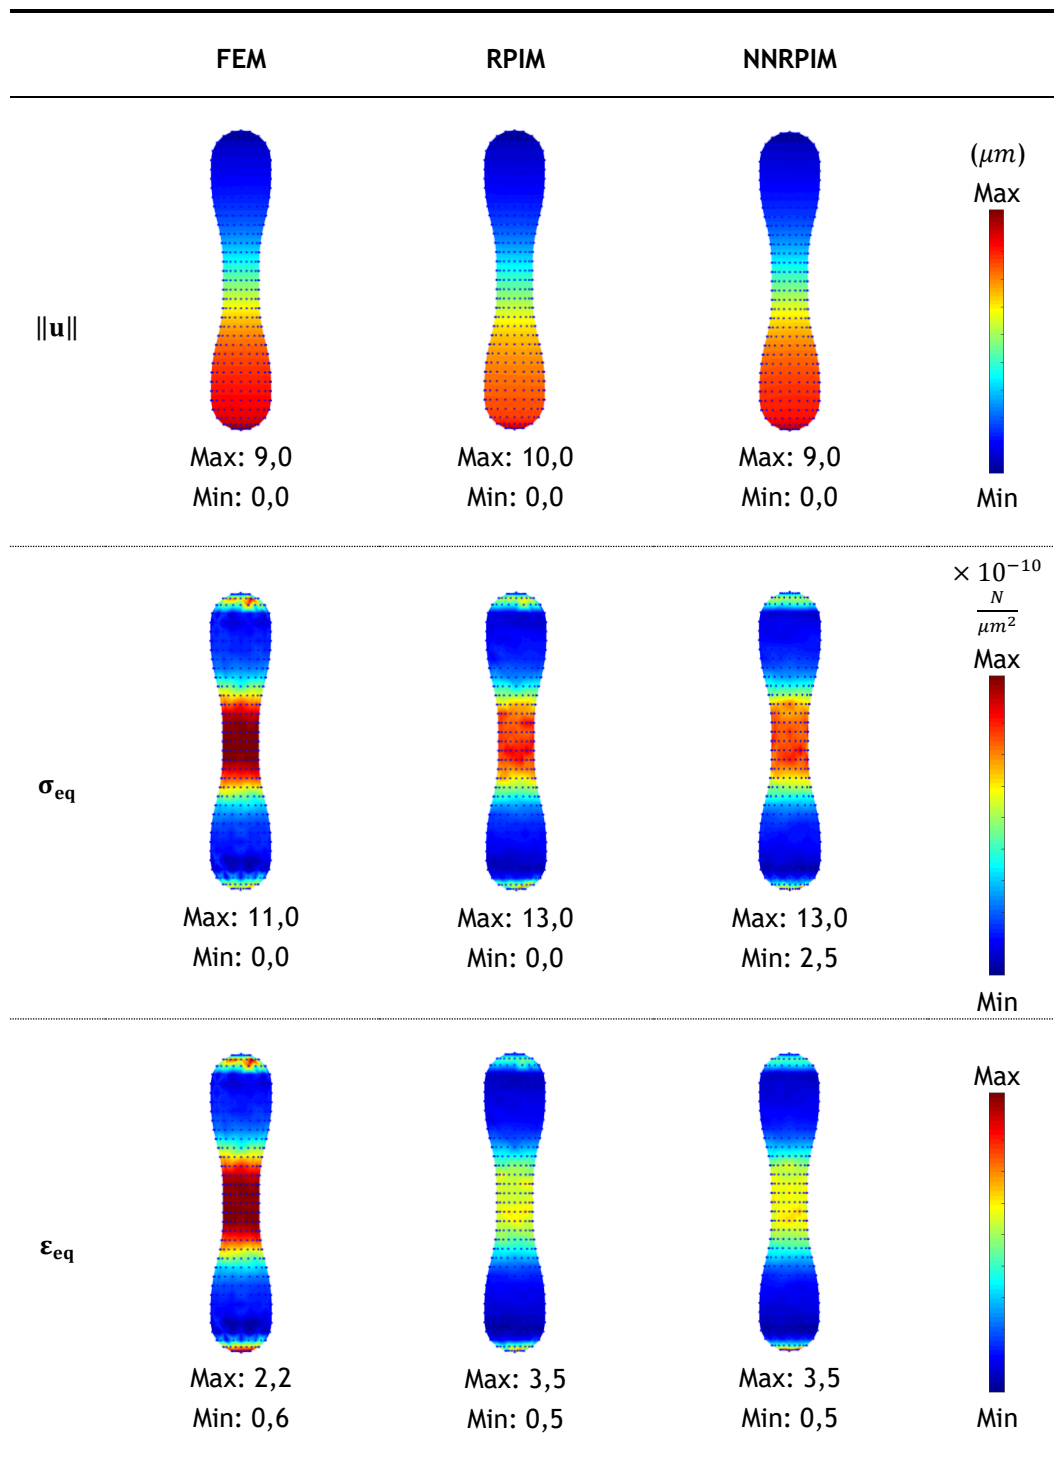 FEM RPIM NNRPIM
(μm)
Max
‖u‖
Max: 9,0 Max: 10,0 Max: 9,0
Min: 0,0 Min: 0,0 Min: 0,0 Min
× 10⁻¹⁰
N
μm²
Max
σeq
Max: 11,0 Max: 13,0 Max: 13,0
Min: 0,0 Min: 0,0 Min: 2,5
Min
Max
εeq
Max: 2,2 Max: 3,5 Max: 3,5
Min: 0,6 Min: 0,5 Min: 0,5 Min